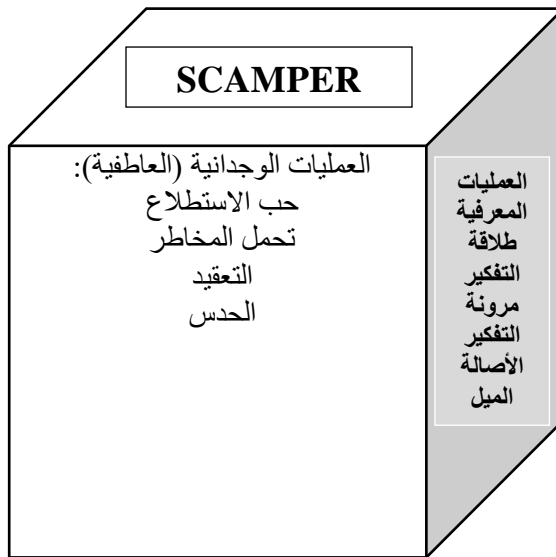 SCAMPER
العمليات الوجدانية (العاطفية):
حب الاستطلاع
تحمل المخاطر
التعقيد
الحدس
العمليات
المعرفية
طلاقة
التفكير
مرونة
التفكير
الأصالة
الميل